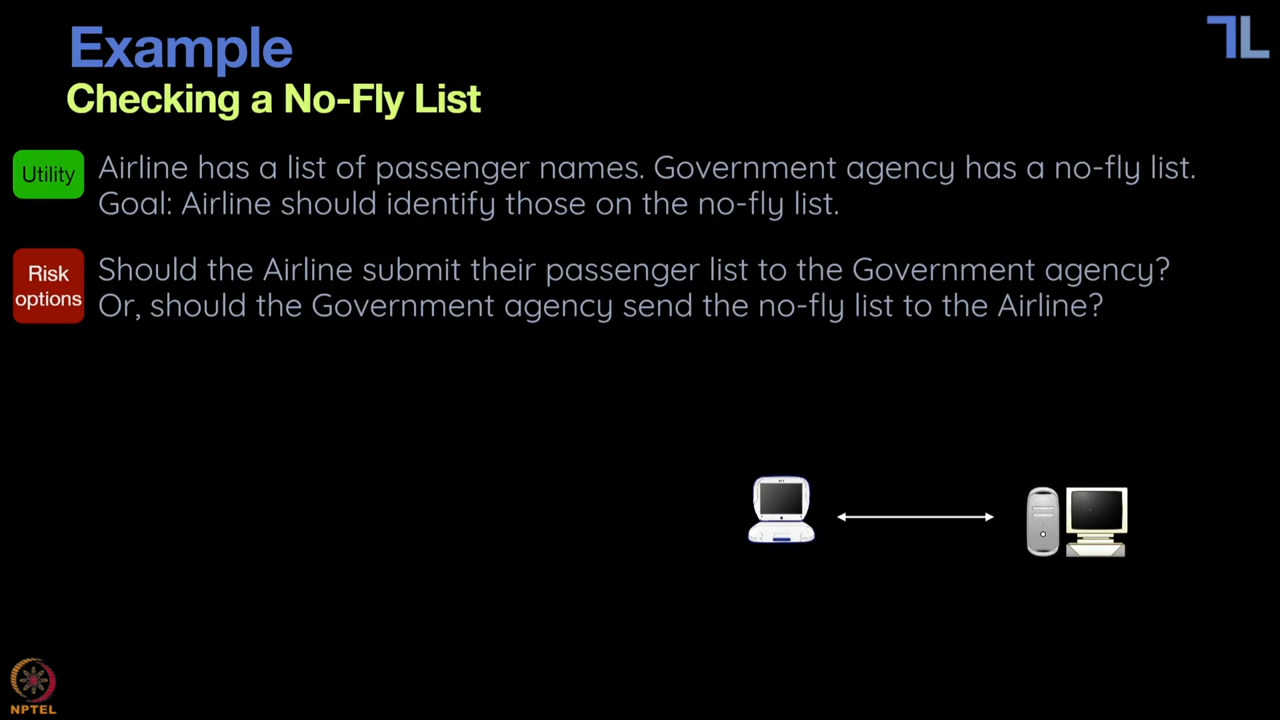 Example
Checking a No-Fly List
Utility
Airline has a list of passenger names. Government agency has a no-fly list.
Goal: Airline should identify those on the no-fly list.
Risk
options
Should the Airline submit their passenger list to the Government agency?
Or, should the Government agency send the no-fly list to the Airline?
NPTEL